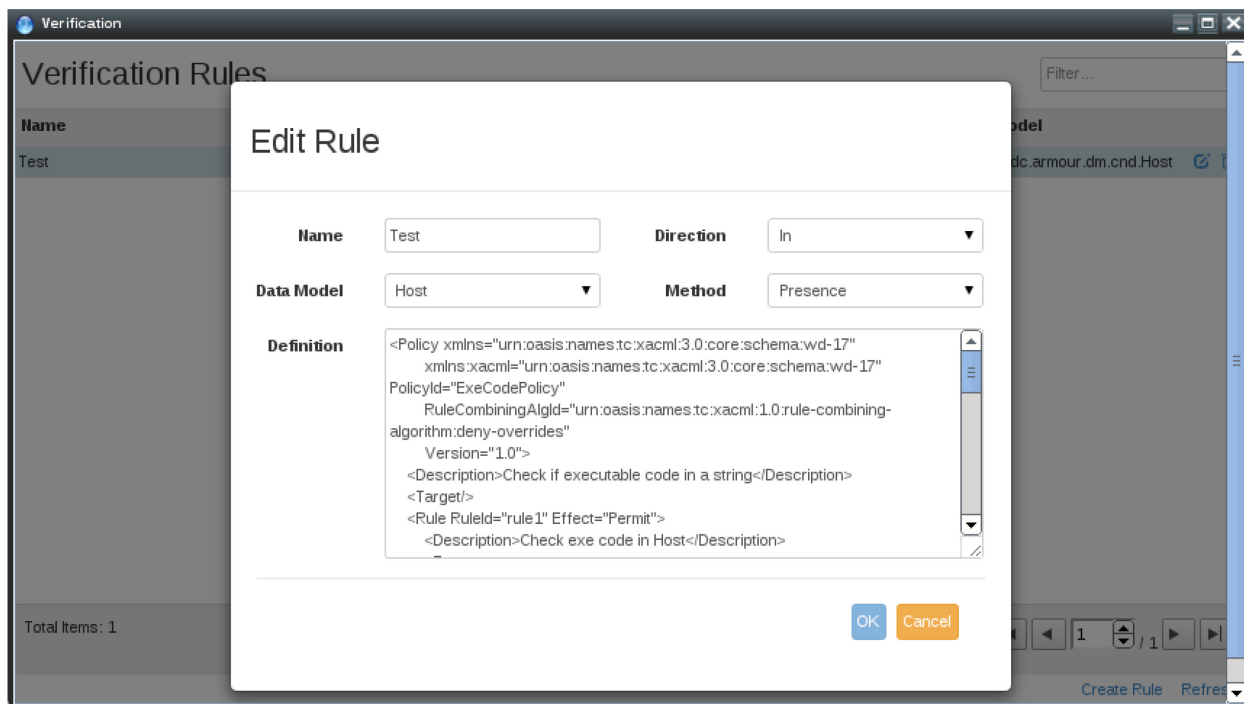 Verification
Verification Rules
Filter...
Name
odel
Test
dc.armour.dm.cnd.Host
Edit Rule
Name
Test
Direction
In
Data Model
Host
Method
Presence
Definition
<Policy xmlns="urn:oasis:names:tc:xacml:3.0:core:schema:wd-17"
xmlns:xacml="urn:oasis:names:tc:xacml:3.0:core:schema:wd-17"
PolicyId="ExeCodePolicy"
RuleCombiningAlgId="urn:oasis:names:tc:xacml:1.0:rule-combining-
algorithm:deny-overrides"
Version="1.0">
<Description>Check if executable code in a string</Description>
<Target/>
<Rule RuleId="rule1" Effect="Permit">
<Description>Check exe code in Host</Description>
OK
Cancel
Total Items: 1
1
/ 1
Create Rule
Refres